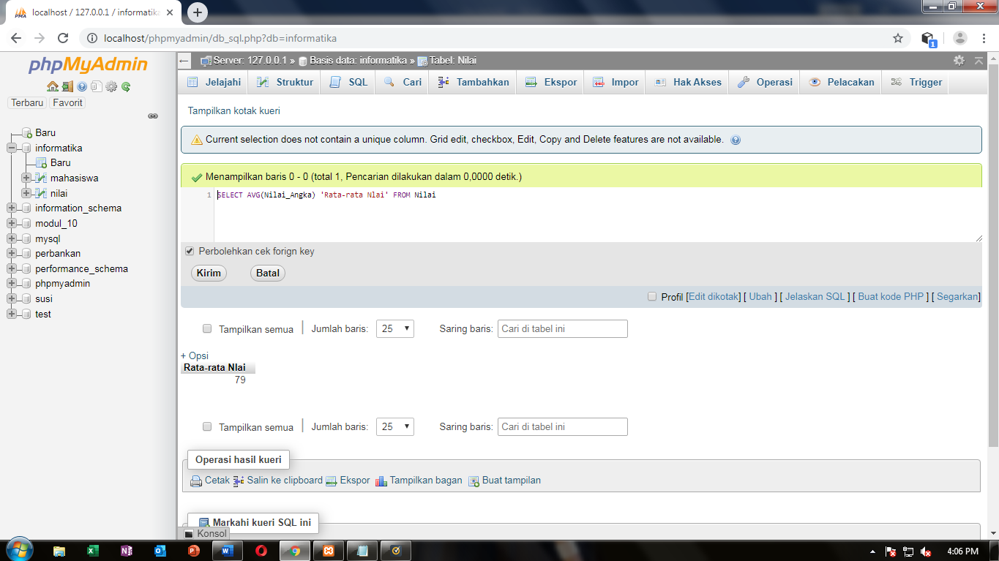 localhost / 127.0.0.1 / informatika
localhost/phpmyadmin/db_sql.php?db=informatika
1
phpMyAdmin
Terbaru Favorit
Baru
informatika
Baru
mahasiswa
nilai
information_schema
modul_10
mysql
perbankan
performance_schema
phpmyadmin
susi
test
Server: 127.0.0.1 » Basis data: informatika » Tabel: Nilai
Jelajahi Struktur SQL Cari Tambahkan Ekspor Impor Hak Akses Operasi Pelacakan Trigger
Tampilkan kotak kueri
Current selection does not contain a unique column. Grid edit, checkbox, Edit, Copy and Delete features are not available.
Menampilkan baris 0 - 0 (total 1, Pencarian dilakukan dalam 0,0000 detik.)
1 SELECT AVG(Nilai_Angka) 'Rata-rata Nlai' FROM Nilai
Perbolehkan cek forign key
Kirim Batal
Profil [Edit dikotak] [ Ubah ] [ Jelaskan SQL ] [ Buat kode PHP ] [ Segarkan]
Tampilkan semua | Jumlah baris: 25 Saring baris: Cari di tabel ini
+ Opsi
Rata-rata Nlai
79
Tampilkan semua | Jumlah baris: 25 Saring baris: Cari di tabel ini
Operasi hasil kueri
Cetak Salin ke clipboard Ekspor Tampilkan bagan Buat tampilan
Markahi kueri SQL ini
Konsol
4:06 PM